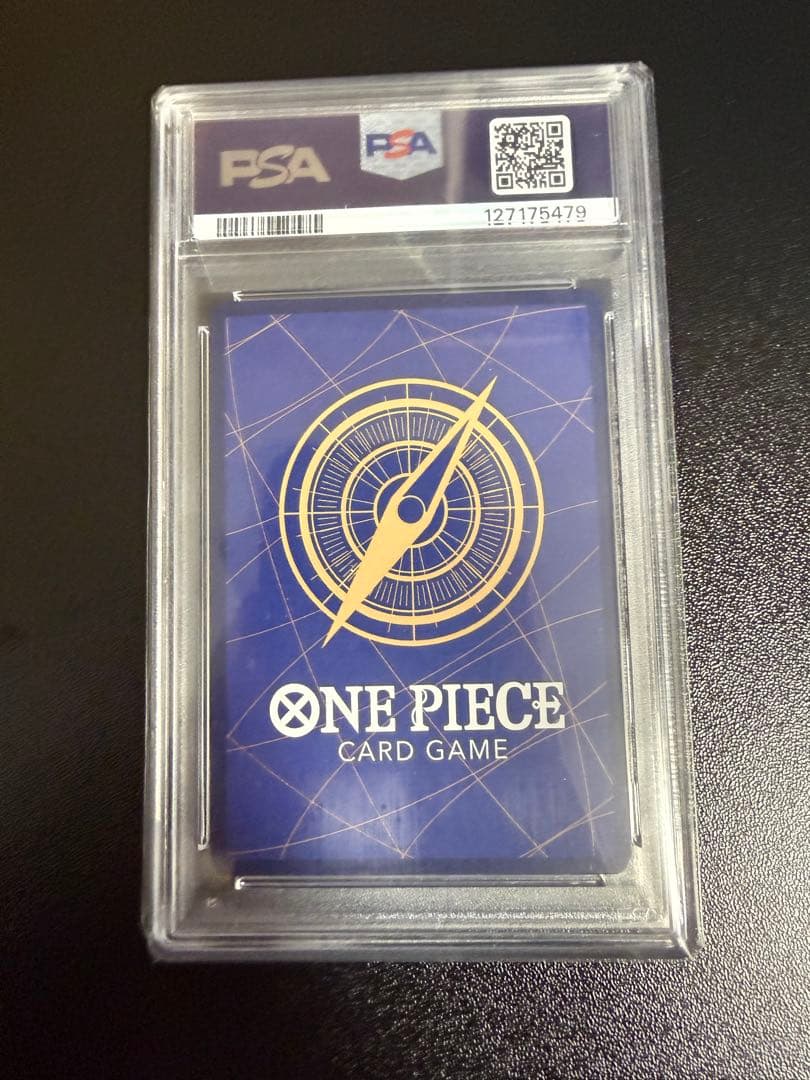 PSA
PSA
127175479
ONE PIECE
CARD GAME